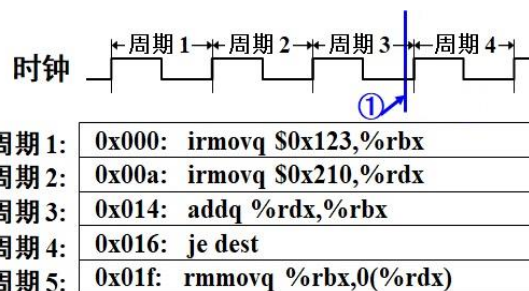 周期 1 周期 2 周期 3 周期 4
时钟
①
周期 1: 0x000: irmovq $0x123,%rbx
周期 2: 0x00a: irmovq $0x210,%rdx
周期 3: 0x014: addq %rdx,%rbx
周期 4: 0x016: je dest
周期 5: 0x01f: rmmovq %rbx,0(%rdx)